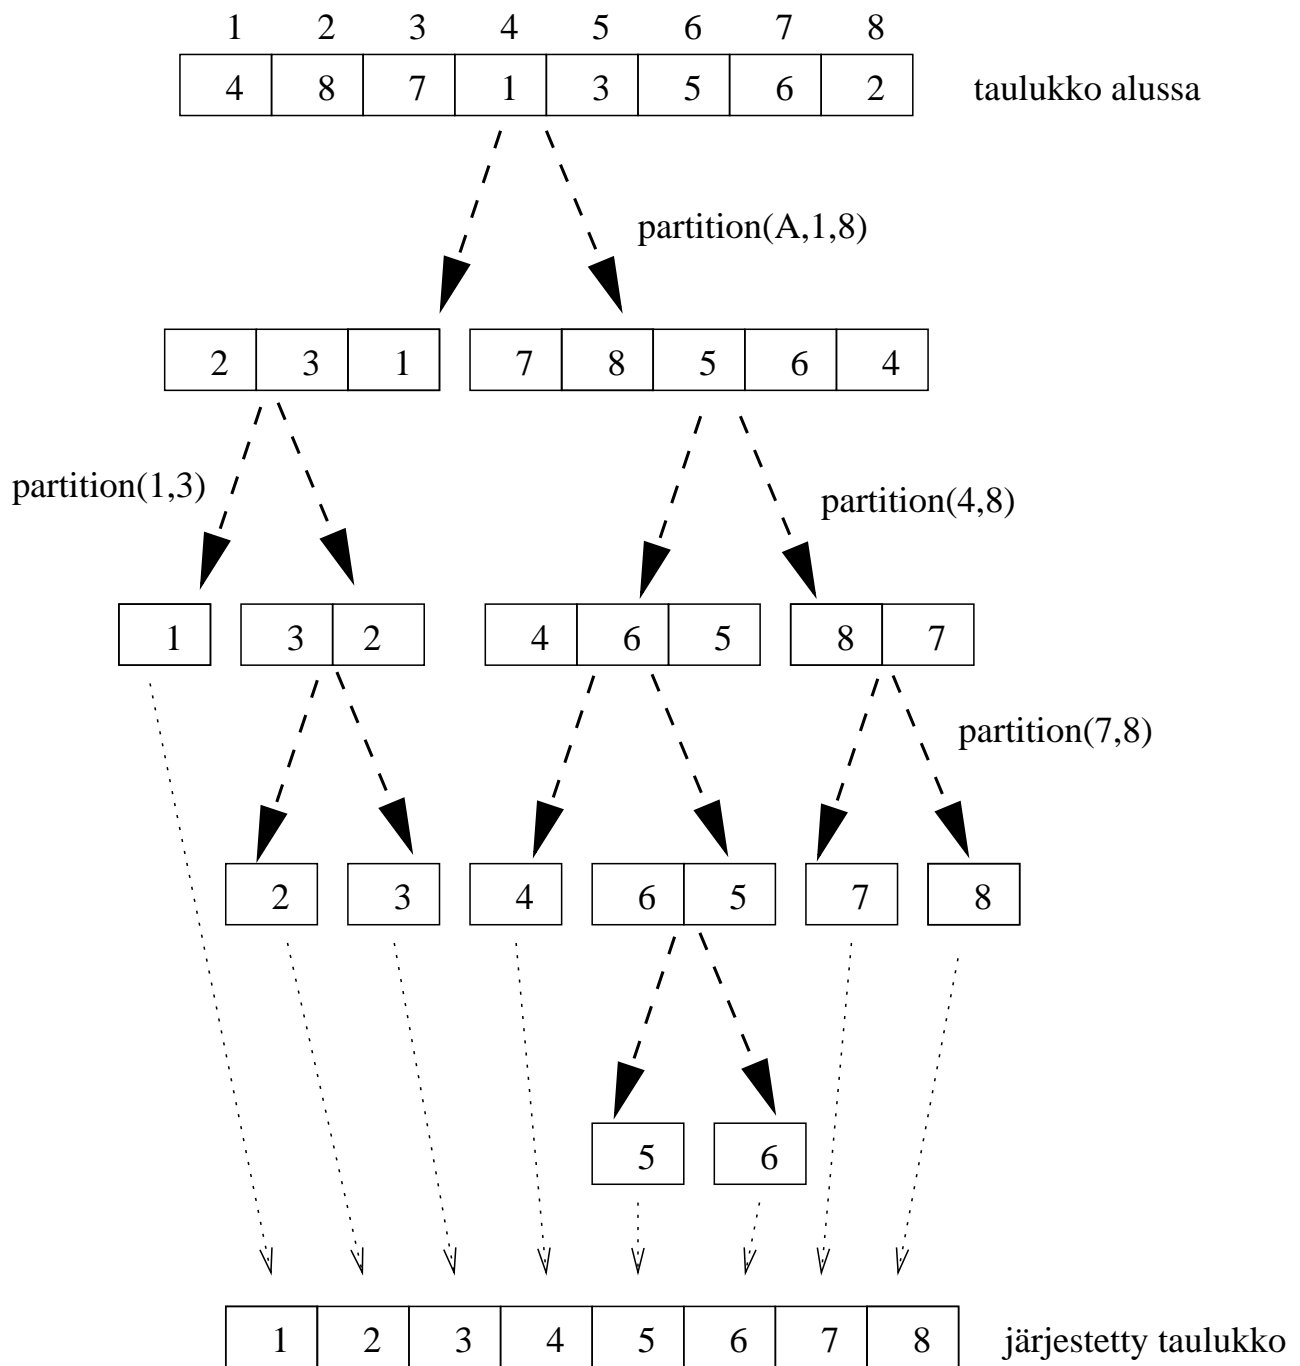 1 2 3 4 5 6 7 8
4 8 7 1 3 5 6 2 taulukko alussa
partition(A,1,8)
2 3 1 7 8 5 6 4
partition(1,3)
partition(4,8)
1 3 2 4 6 5 8 7
partition(7,8)
2 3 4 6 5 7 8
5 6
1 2 3 4 5 6 7 8 järjestetty taulukko